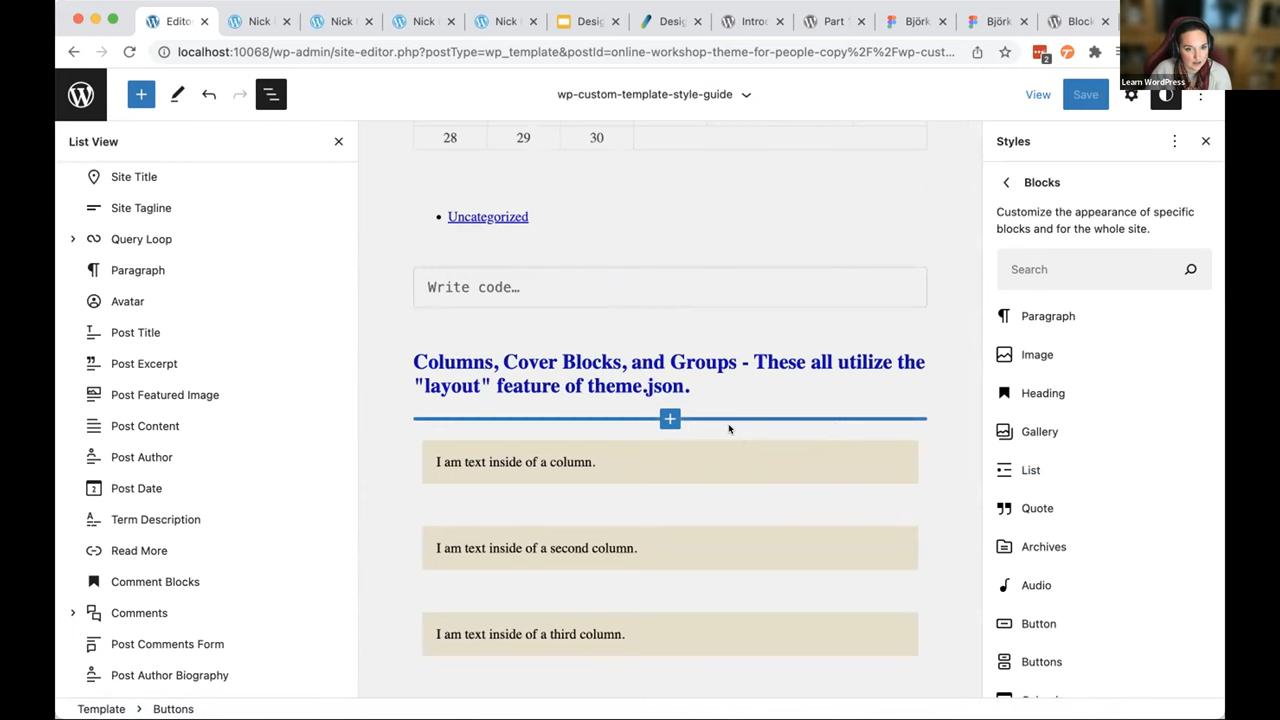 Editor
Nick
Nick
Nick
Nick
Desig
Desig
Introd
Part
Björk
Björk
Block
localhost:10068/wp-admin/site-editor.php?postType=wp_template&postId=online-workshop-theme-for-people-copy%2F%2Fwp-cust...
2
Learn WordPress
wp-custom-template-style-guide
View
Save
List View
Site Title
Site Tagline
Query Loop
Paragraph
Avatar
Post Title
Post Excerpt
Post Featured Image
Post Content
Post Author
Post Date
Term Description
Read More
Comment Blocks
Comments
Post Comments Form
Post Author Biography
28 29 30
Uncategorized
Write code…
Columns, Cover Blocks, and Groups - These all utilize the
"layout" feature of theme.json.
I am text inside of a column.
I am text inside of a second column.
I am text inside of a third column.
Styles
Blocks
Customize the appearance of specific
blocks and for the whole site.
Search
Paragraph
Image
Heading
Gallery
List
Quote
Archives
Audio
Button
Buttons
Template > Buttons